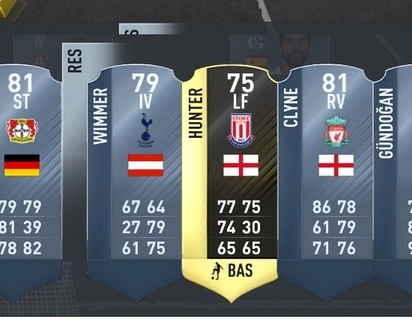 RES
81
ST
79 79
81 39
78 82
WIMMER
79
IV
67 64
27 79
61 75
HUNTER
75
LF
STOKE
77 75
74 30
65 65
BAS
CLYNE
81
RV
86 78
61 79
71 76
GÜNDOĞAN